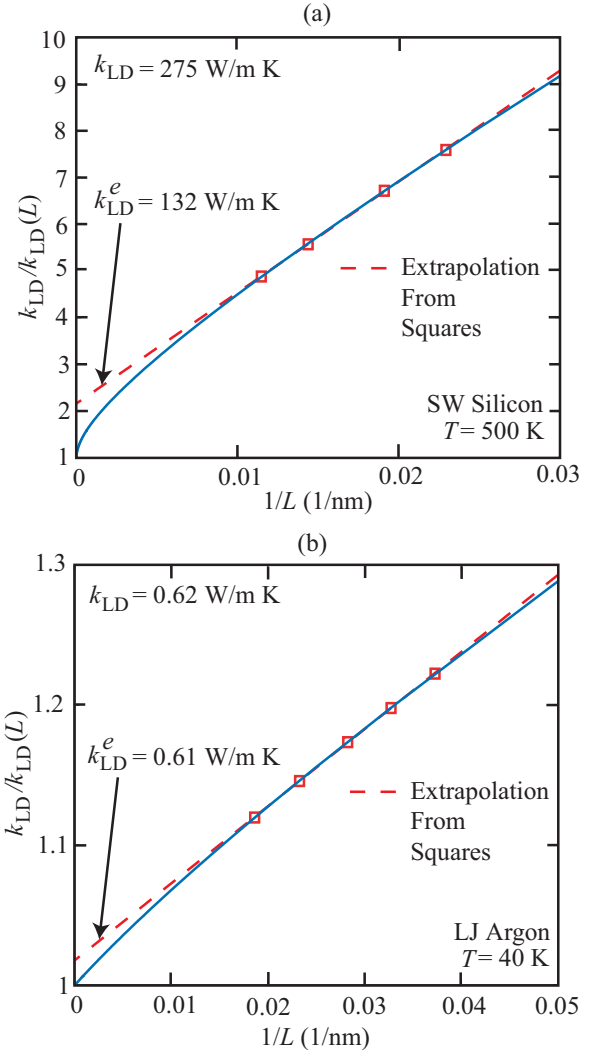 (a)
10
9
8
7
6
5
4
3
2
1
k_LD/k_LD(L)
k_LD = 275 W/m K
k^e_LD = 132 W/m K
Extrapolation
From
Squares
SW Silicon
T = 500 K
0 0.01 0.02 0.03
1/L (1/nm)
(b)
1.3
1.2
1.1
1
k_LD/k_LD(L)
k_LD = 0.62 W/m K
k^e_LD = 0.61 W/m K
Extrapolation
From
Squares
LJ Argon
T = 40 K
0 0.01 0.02 0.03 0.04 0.05
1/L (1/nm)